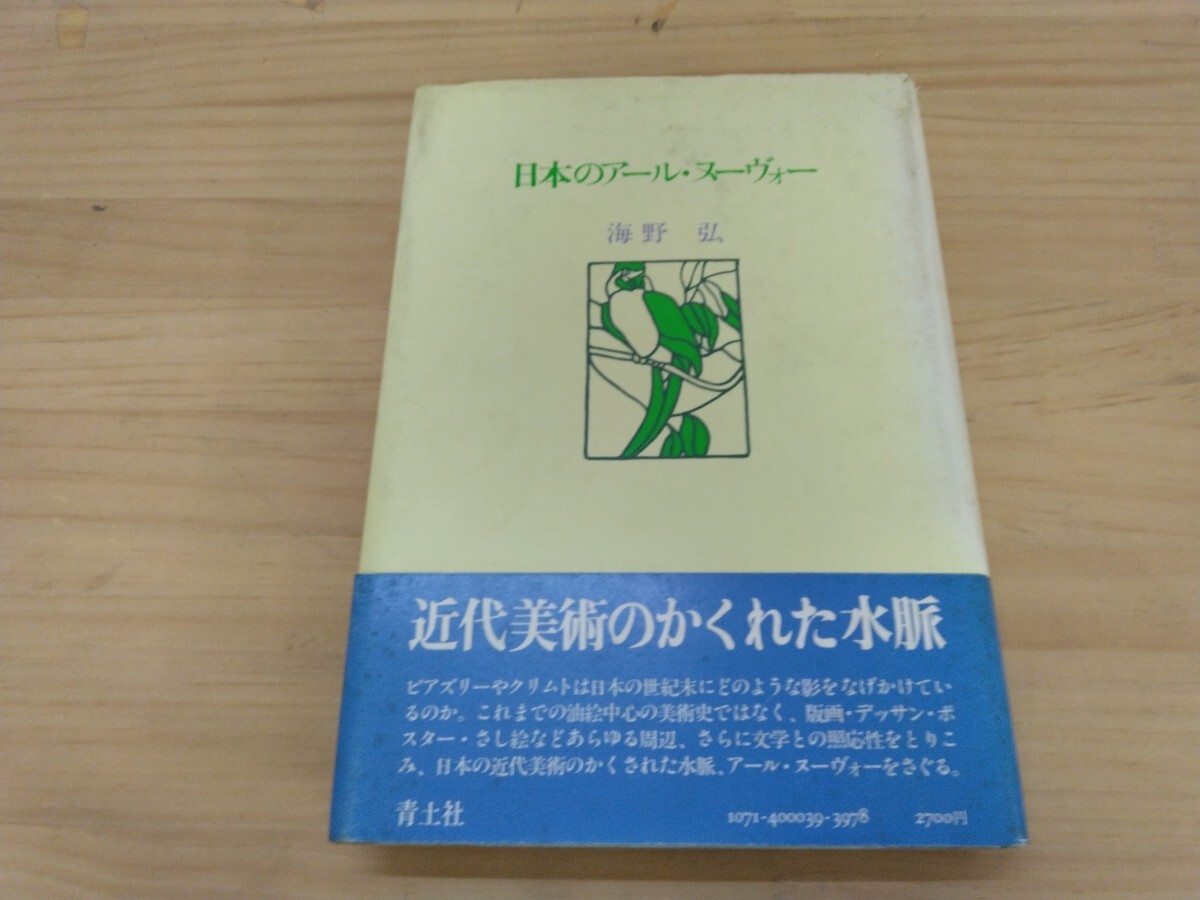 日本のアール・ヌーヴォー
海野 弘
近代美術のかくれた水脈
ビアズリーやクリムトは日本の世紀末にどのような影をなげかけてい
るのか。これまでの油絵中心の美術史ではなく、版画・デッサン・ポ
スター・さし絵などあらゆる周辺、さらに文学との照応性をとりこ
み、日本の近代美術のかくされた水脈、アール・ヌーヴォーをさぐる。
青土社 1071-400039-3978 2700円